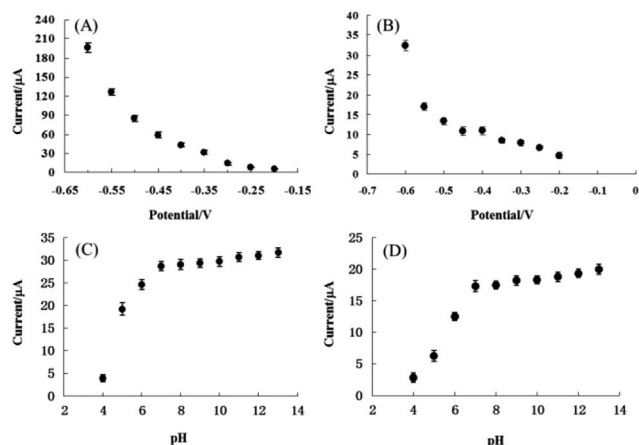 (A)
Current/μA
240
210
180
150
120
90
60
30
0
-0.65 -0.55 -0.45 -0.35 -0.25 -0.15
Potential/V
(B)
Current/μA
40
35
30
25
20
15
10
5
0
-0.7 -0.6 -0.5 -0.4 -0.3 -0.2 -0.1 0
Potential/V
(C)
Current/μA
35
30
25
20
15
10
5
0
2 4 6 8 10 12 14
pH
(D)
Current/μA
25
20
15
10
5
0
2 4 6 8 10 12 14
pH